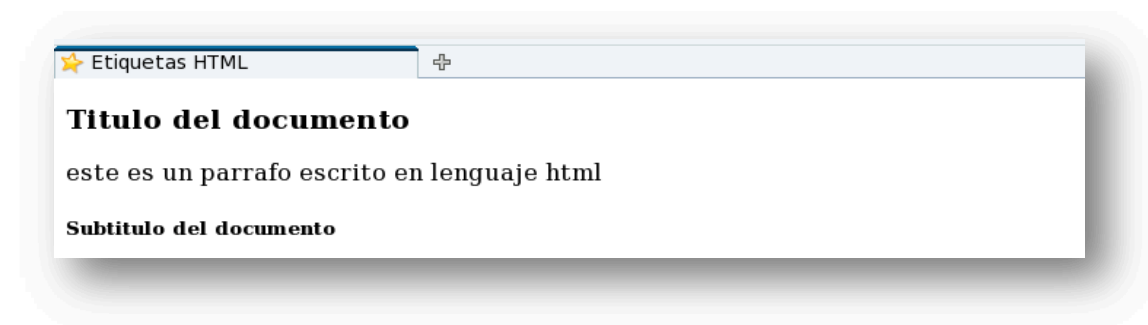 Etiquetas HTML
Titulo del documento
este es un parrafo escrito en lenguaje html
Subtitulo del documento